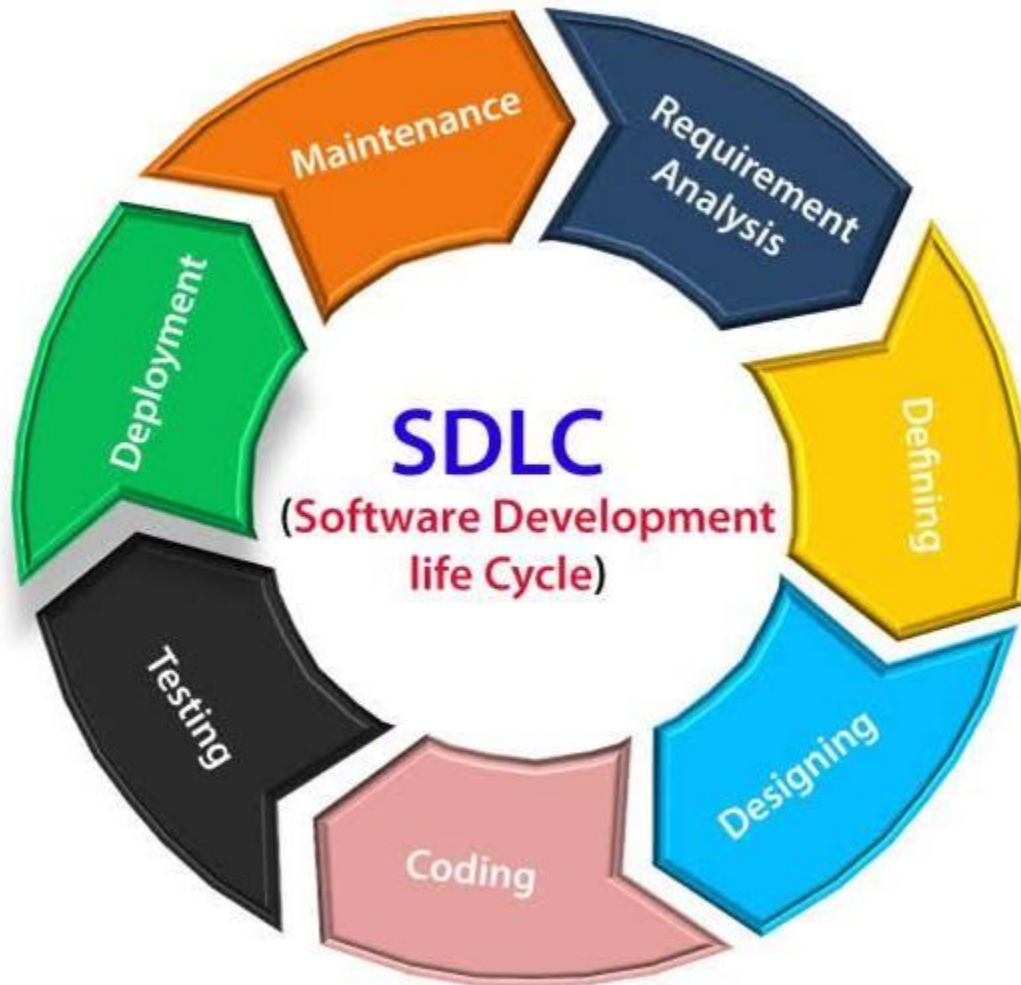 SDLC
(Software Development
life Cycle)
Requirement
Analysis
Defining
Designing
Coding
Testing
Deployment
Maintenance